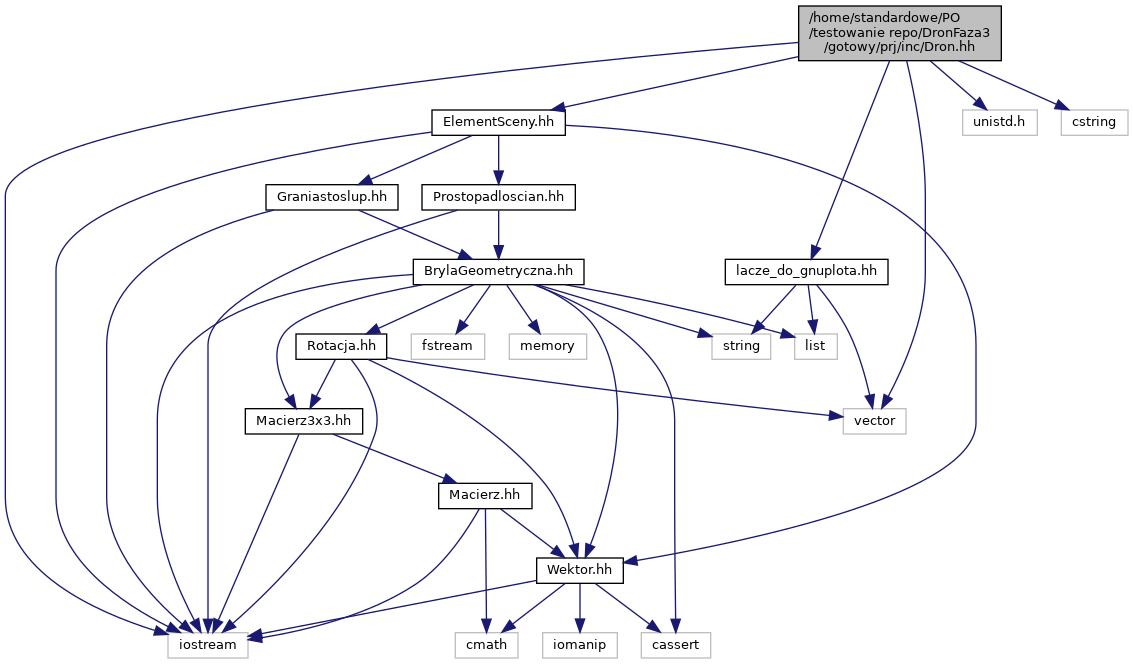 /home/standardowe/PO
/testowanie repo/DronFaza3
/gotowy/prj/inc/Dron.hh
ElementSceny.hh
unistd.h
cstring
Graniastoslup.hh
Prostopadloscian.hh
BrylaGeometryczna.hh
lacze_do_gnuplota.hh
Rotacja.hh
fstream
memory
string
list
Macierz3x3.hh
vector
Macierz.hh
Wektor.hh
iostream
cmath
iomanip
cassert